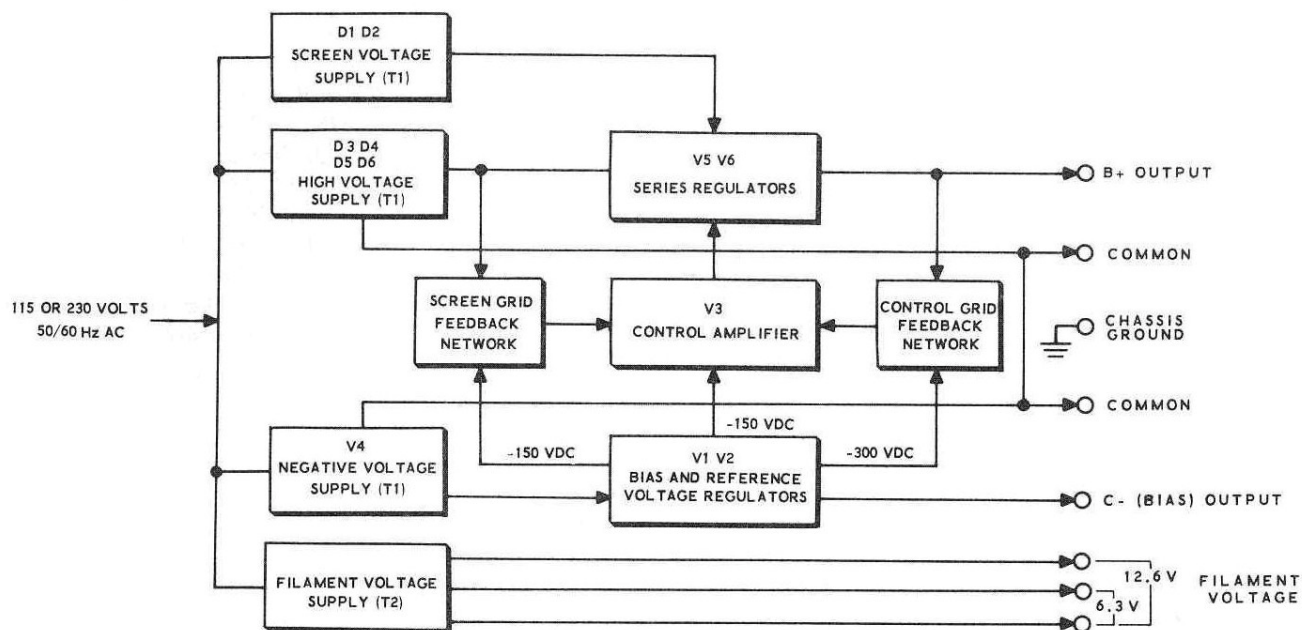 D1 D2
SCREEN VOLTAGE
SUPPLY (T1)
D3 D4
D5 D6
HIGH VOLTAGE
SUPPLY (T1)
V5 V6
SERIES REGULATORS
B+ OUTPUT
COMMON
115 OR 230 VOLTS
50/60 Hz AC
SCREEN GRID
FEEDBACK
NETWORK
V3
CONTROL AMPLIFIER
CONTROL GRID
FEEDBACK
NETWORK
CHASSIS
GROUND
COMMON
V4
NEGATIVE VOLTAGE
SUPPLY (T1)
-150 VDC
-150 VDC
-300 VDC
V1 V2
BIAS AND REFERENCE
VOLTAGE REGULATORS
C- (BIAS) OUTPUT
FILAMENT VOLTAGE
SUPPLY (T2)
12.6 V
6.3 V
FILAMENT
VOLTAGE